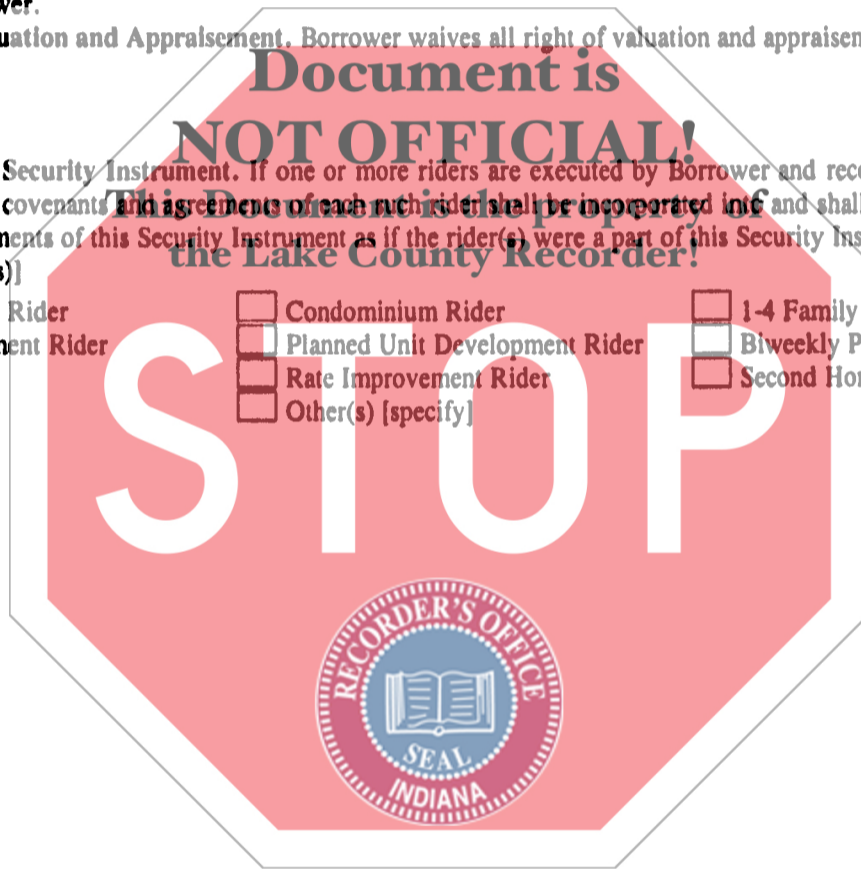 wer.
uation and Appraisement. Borrower waives all right of valuation and appraisem
Document is
NOT OFFICIAL!
Security Instrument. If one or more riders are executed by Borrower and reco
covenants and agreements of each such rider shall be incorporated into and shall
This Document is the property of
nents of this Security Instrument as if the rider(s) were a part of this Security Ins
the Lake County Recorder!
s)]
Rider Condominium Rider 1-4 Family
nent Rider Planned Unit Development Rider Biweekly P
Rate Improvement Rider Second Hom
Other(s) [specify]
STOP
RECORDER'S OFFICE
SEAL
INDIANA